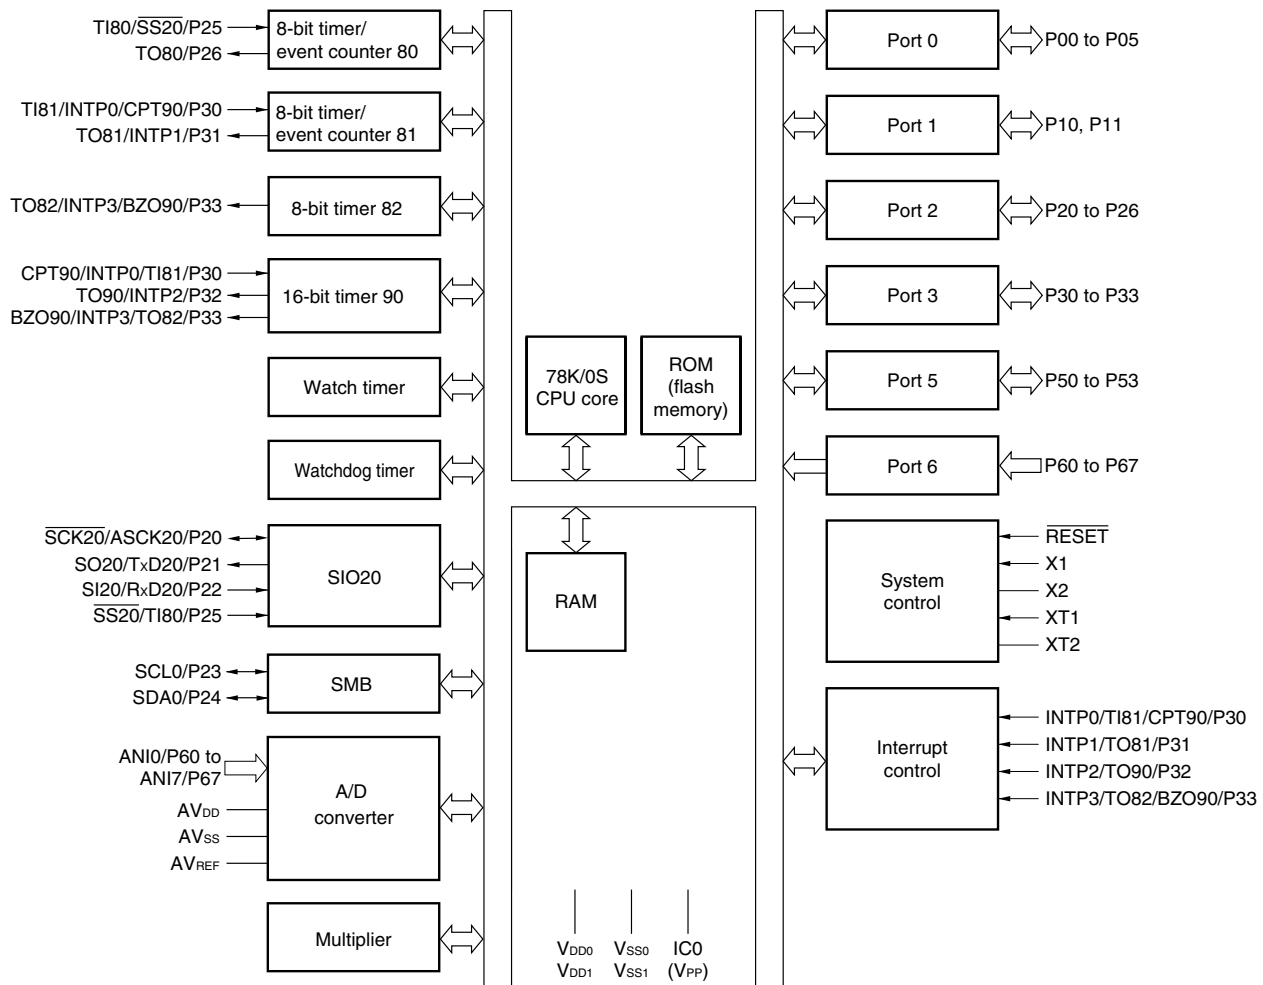 TI80/SS20/P25
TO80/P26
8-bit timer/
event counter 80
TI81/INTP0/CPT90/P30
TO81/INTP1/P31
8-bit timer/
event counter 81
TO82/INTP3/BZO90/P33
8-bit timer 82
CPT90/INTP0/TI81/P30
TO90/INTP2/P32
BZO90/INTP3/TO82/P33
16-bit timer 90
Watch timer
Watchdog timer
SCK20/ASCK20/P20
SO20/TxD20/P21
SI20/RxD20/P22
SS20/TI80/P25
SIO20
SCL0/P23
SDA0/P24
SMB
ANI0/P60 to
ANI7/P67
AVDD
AVSS
AVREF
A/D
converter
Multiplier
78K/0S
CPU core
ROM
(flash
memory)
RAM
VDD0
VDD1
VSS0
VSS1
IC0
(VPP)
Port 0
P00 to P05
Port 1
P10, P11
Port 2
P20 to P26
Port 3
P30 to P33
Port 5
P50 to P53
Port 6
P60 to P67
System
control
RESET
X1
X2
XT1
XT2
Interrupt
control
INTP0/TI81/CPT90/P30
INTP1/TO81/P31
INTP2/TO90/P32
INTP3/TO82/BZO90/P33